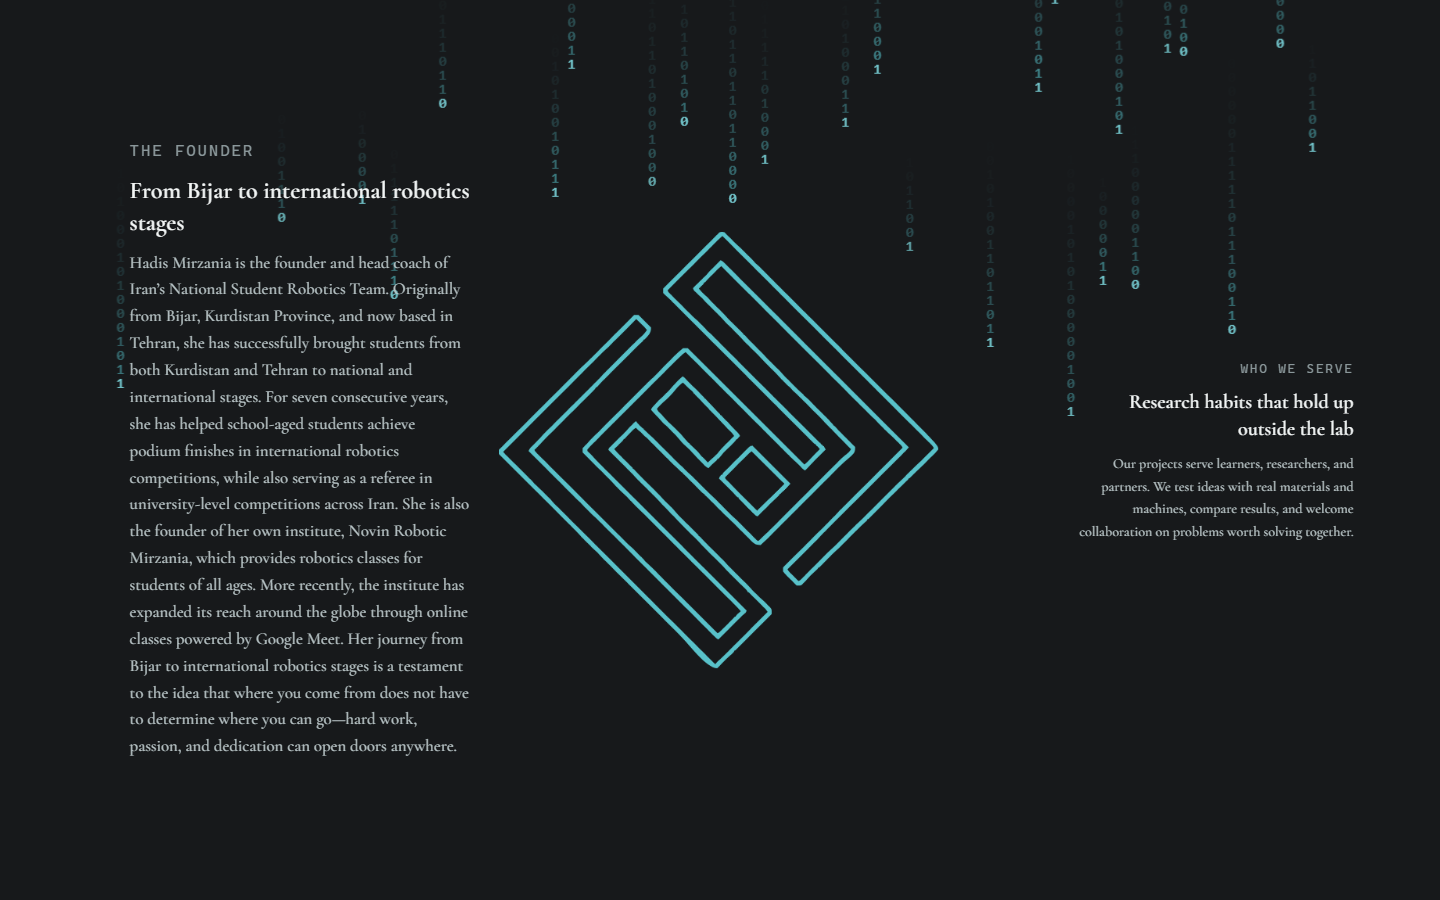 THE FOUNDER
From Bijar to international robotics
stages
Hadis Mirzania is the founder and head coach of
Iran’s National Student Robotics Team. Originally
from Bijar, Kurdistan Province, and now based in
Tehran, she has successfully brought students from
both Kurdistan and Tehran to national and
international stages. For seven consecutive years,
she has helped school-aged students achieve
podium finishes in international robotics
competitions, while also serving as a referee in
university-level competitions across Iran. She is also
the founder of her own institute, Novin Robotic
Mirzania, which provides robotics classes for
students of all ages. More recently, the institute has
expanded its reach around the globe through online
classes powered by Google Meet. Her journey from
Bijar to international robotics stages is a testament
to the idea that where you come from does not have
to determine where you can go—hard work,
passion, and dedication can open doors anywhere.
WHO WE SERVE
Research habits that hold up
outside the lab
Our projects serve learners, researchers, and
partners. We test ideas with real materials and
machines, compare results, and welcome
collaboration on problems worth solving together.